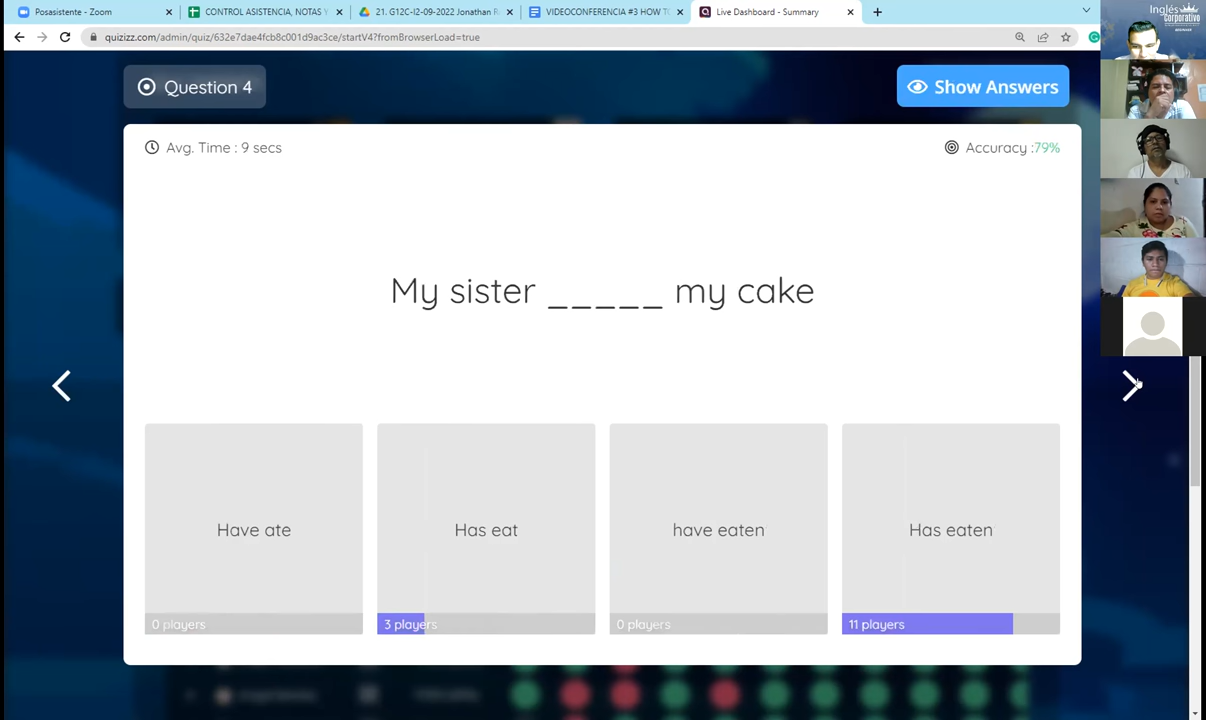 Posasistente - Zoom
CONTROL ASISTENCIA, NOTAS Y
21. G12C-I2-09-2022 Jonathan R
VIDEOCONFERENCIA #3 HOW TO
Live Dashboard - Summary
quizizz.com/admin/quiz/632e7dae4fcb8c001d9ac3ce/startV4?fromBrowserLoad=true
Inglés
Corporativo
Question 4
Show Answers
Avg. Time : 9 secs
Accuracy :79%
My sister _____ my cake
Have ate
Has eat
have eaten
Has eaten
0 players
3 players
0 players
11 players